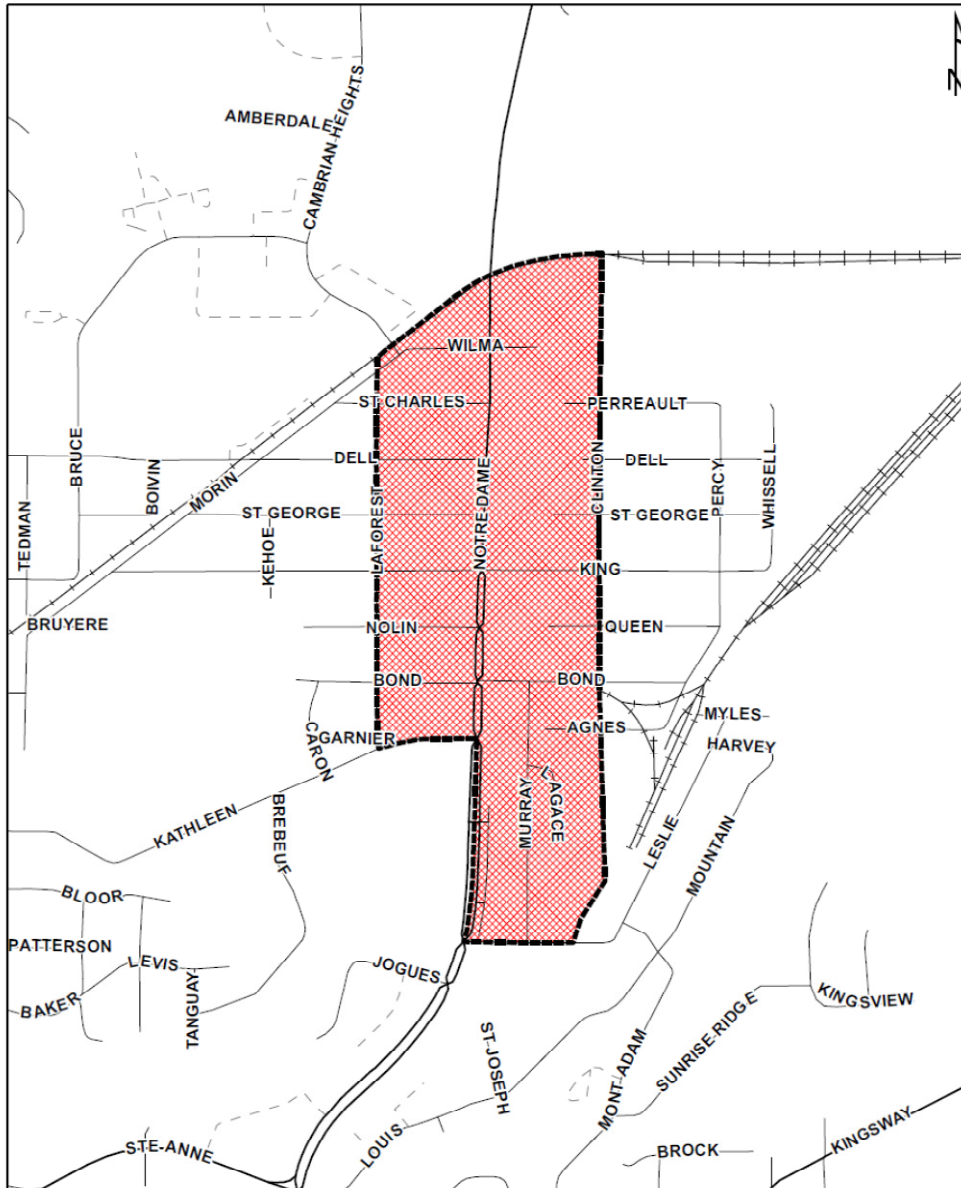 N
AMBERDALE
CAMBRIAN HEIGHTS
WILMA
ST CHARLES
PERREAULT
BRUCE
BOIVIN
DELL
NOTRE DAME
CLINTON
DELL
PERCY
WHISSELL
TEDMAN
MORIN
ST GEORGE
LAFOREST
ST GEORGE
KEHOE
KING
BRUYERE
NOLIN
QUEEN
BOND
BOND
CARON
GARNIER
AGNES
MYLES
HARVEY
KATHLEEN
BREBEUF
MURRAY
LAGACE
LESLIE
MOUNTAIN
BLOOR
PATTERSON
LEVIS
TANGUAY
BAKER
JOGUES
ST JOSEPH
MONT ADAM
SUNRISE RIDGE
KINGSVIEW
STE ANNE
LOUIS
BROCK
KINGSWAY